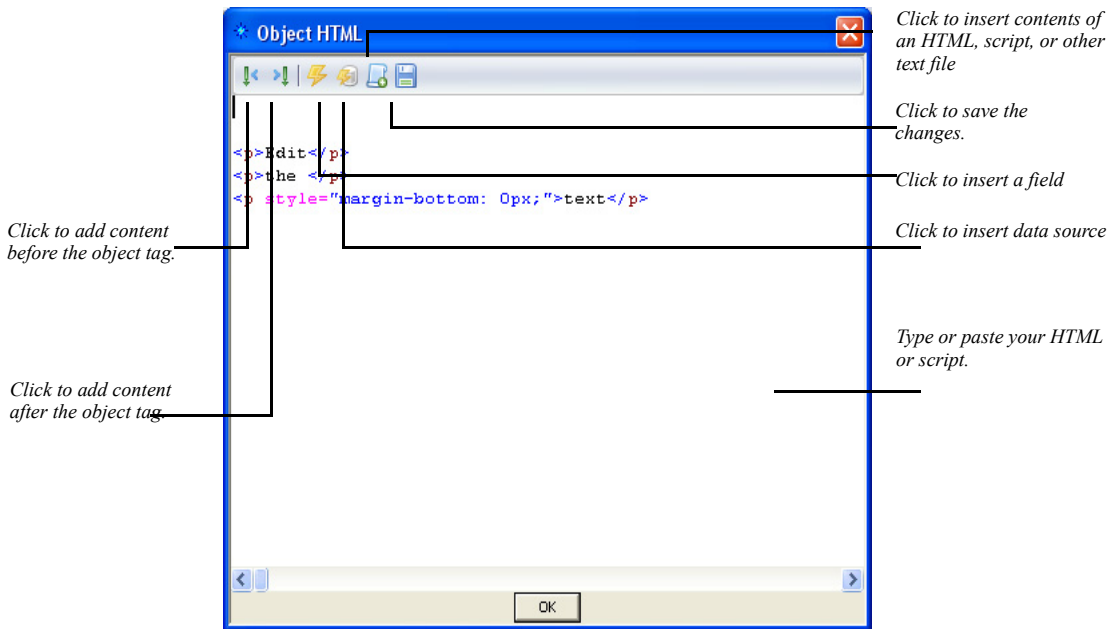 Object HTML
Click to insert contents of
an HTML, script, or other
text file
Click to save the
changes.
<p>Edit</p>
<p>the </p>
<p style="margin-bottom: 0px;">text</p>
Click to insert a field
Click to add content
before the object tag.
Click to insert data source
Type or paste your HTML
or script.
Click to add content
after the object tag.
OK